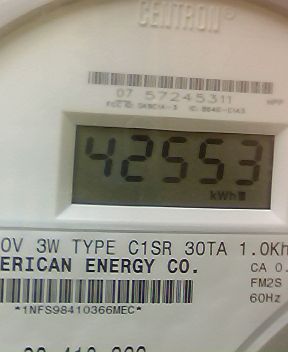 CENTRON®
07 57245311
42553
kWh
0V 3W TYPE C1SR 30TA 1.0Kh
ERICAN ENERGY CO.
CA 0.
FM2S
60Hz
*1NFS98410366MEC*